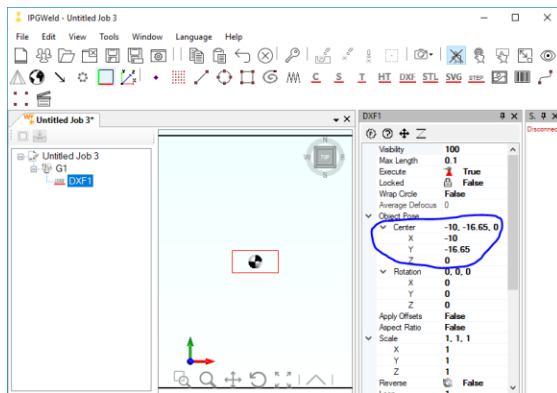 IPGWeld - Untitled Job 3
File Edit View Tools Window Language Help
C S T HT DXF STL SVG STEP
Untitled Job 3*
Untitled Job 3
G1
DXF1
N
W TOP E
S
DXF1
Visibility 100
Max Length 0.1
Execute True
Locked False
Wrap Circle False
Average Defocus 0
Object Pose
Center -10, -16.65, 0
X -10
Y -16.65
Z 0
Rotation 0, 0, 0
X 0
Y 0
Z 0
Apply Offsets False
Aspect Ratio False
Scale 1, 1, 1
X 1
Y 1
Z 1
Reverse False
S.
Disconnec